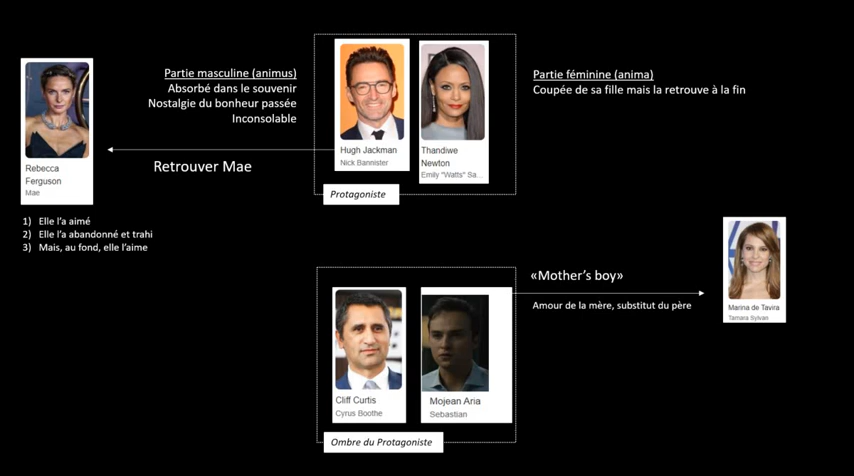 Partie masculine (animus)
Absorbé dans le souvenir
Nostalgie du bonheur passée
Inconsolable
Partie féminine (anima)
Coupée de sa fille mais la retrouve à la fin
Rebecca
Ferguson
Mae
Retrouver Mae
Hugh Jackman
Nick Bannister
Thandiwe
Newton
Emily "Watts" Sa...
Protagoniste
1) Elle l'a aimé
2) Elle l'a abandonné et trahi
3) Mais, au fond, elle l'aime
«Mother's boy»
Amour de la mère, substitut du père
Marina de Tavira
Tamara Sylvan
Cliff Curtis
Cyrus Boothe
Mojean Aria
Sebastian
Ombre du Protagoniste